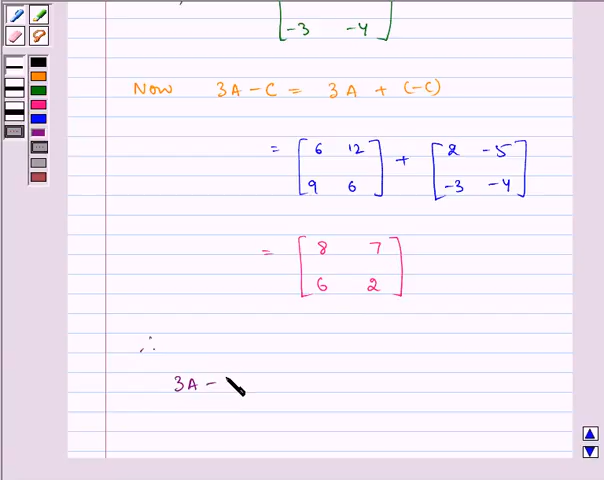 -3 -4
Now 3A - C = 3A + (-C)
= [ 6 12 ] + [ 2 -5 ]
[ 9 6 ] [ -3 -4 ]
= [ 8 7 ]
[ 6 2 ]
∴
3A -